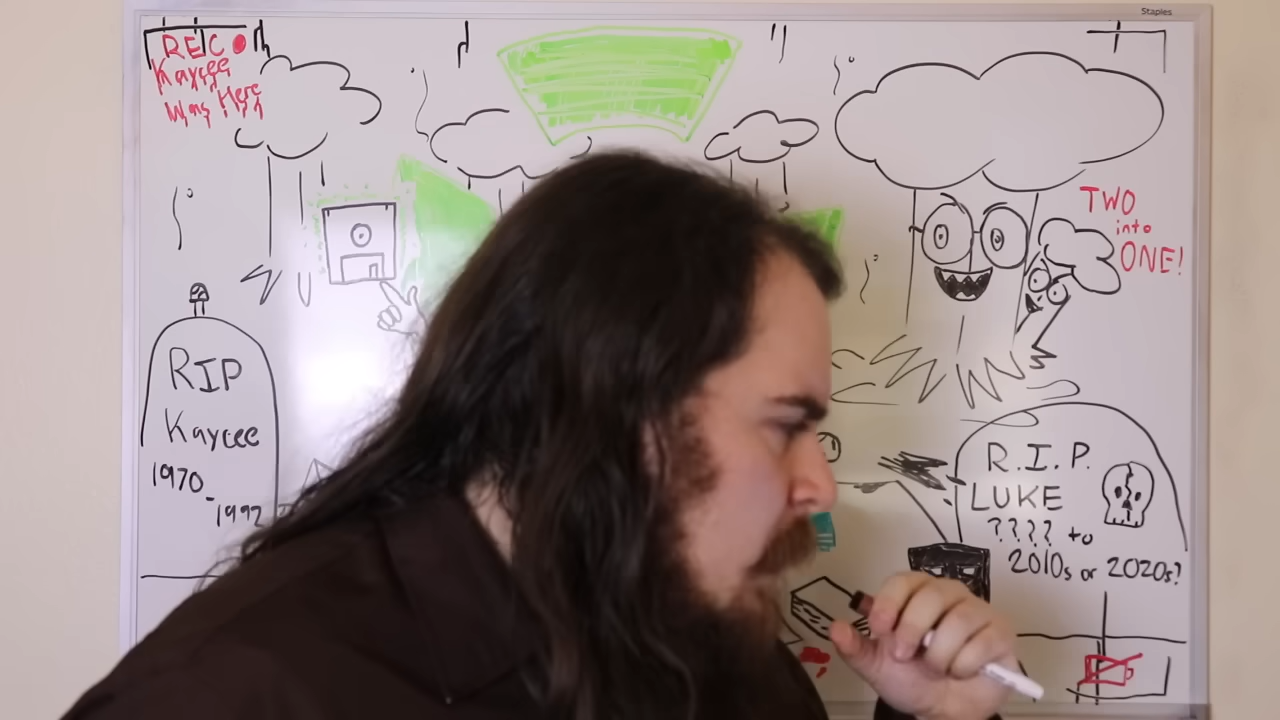 Staples
REC
Kaycee
Was Here
TWO
into
ONE!
RIP
Kaycee
1970-
1992
R.I.P.
LUKE
???? to
2010s or 2020s?